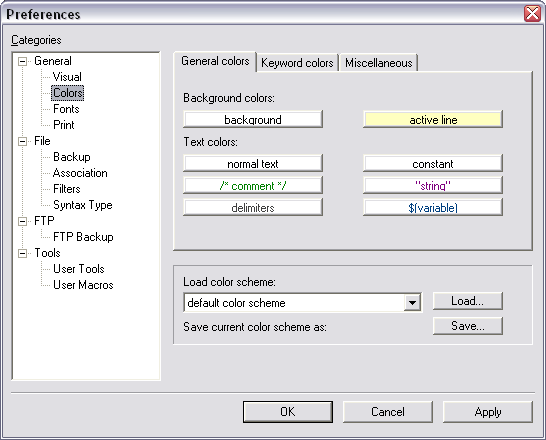 Preferences
Categories
General
Visual
Colors
Fonts
Print
File
Backup
Association
Filters
Syntax Type
FTP
FTP Backup
Tools
User Tools
User Macros
General colors Keyword colors Miscellaneous
Background colors:
background active line
Text colors:
normal text constant
/* comment */ "string"
delimiters ${variable}
Load color scheme:
default color scheme Load...
Save current color scheme as: Save...
OK Cancel Apply